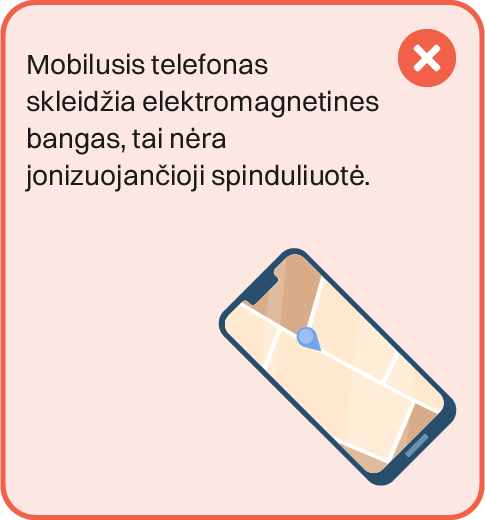 Mobilusis telefonas
skleidžia elektromagnetines
bangas, tai nėra
jonizuojančioji spinduliuotė.